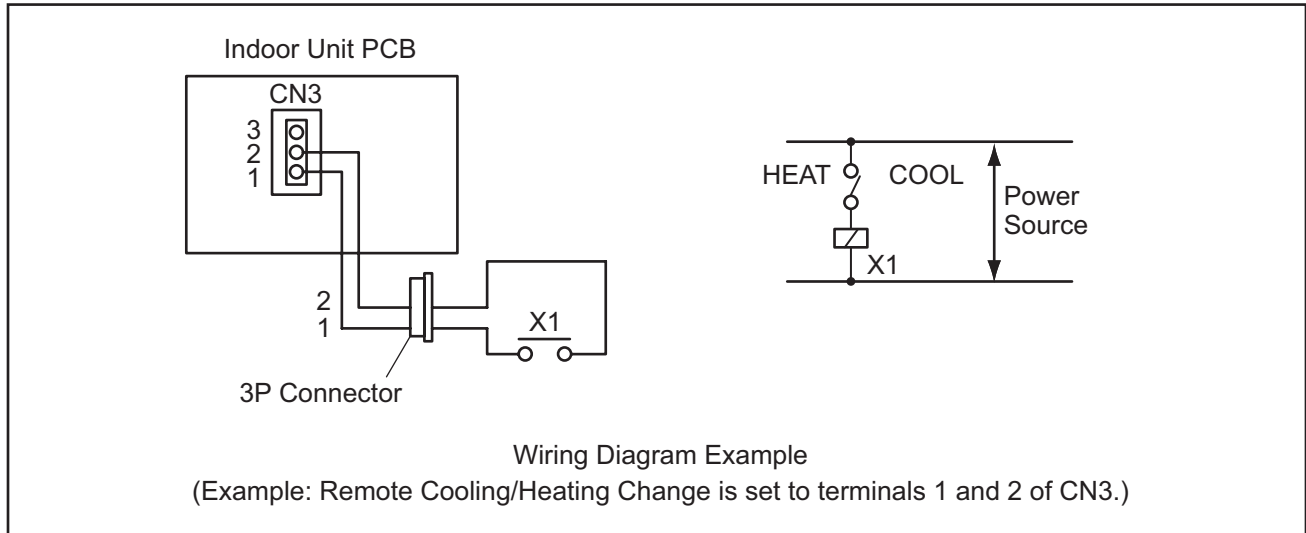 Indoor Unit PCB
CN3
3
2
1
2
1
X1
3P Connector
HEAT
COOL
Power
Source
X1
Wiring Diagram Example
(Example: Remote Cooling/Heating Change is set to terminals 1 and 2 of CN3.)